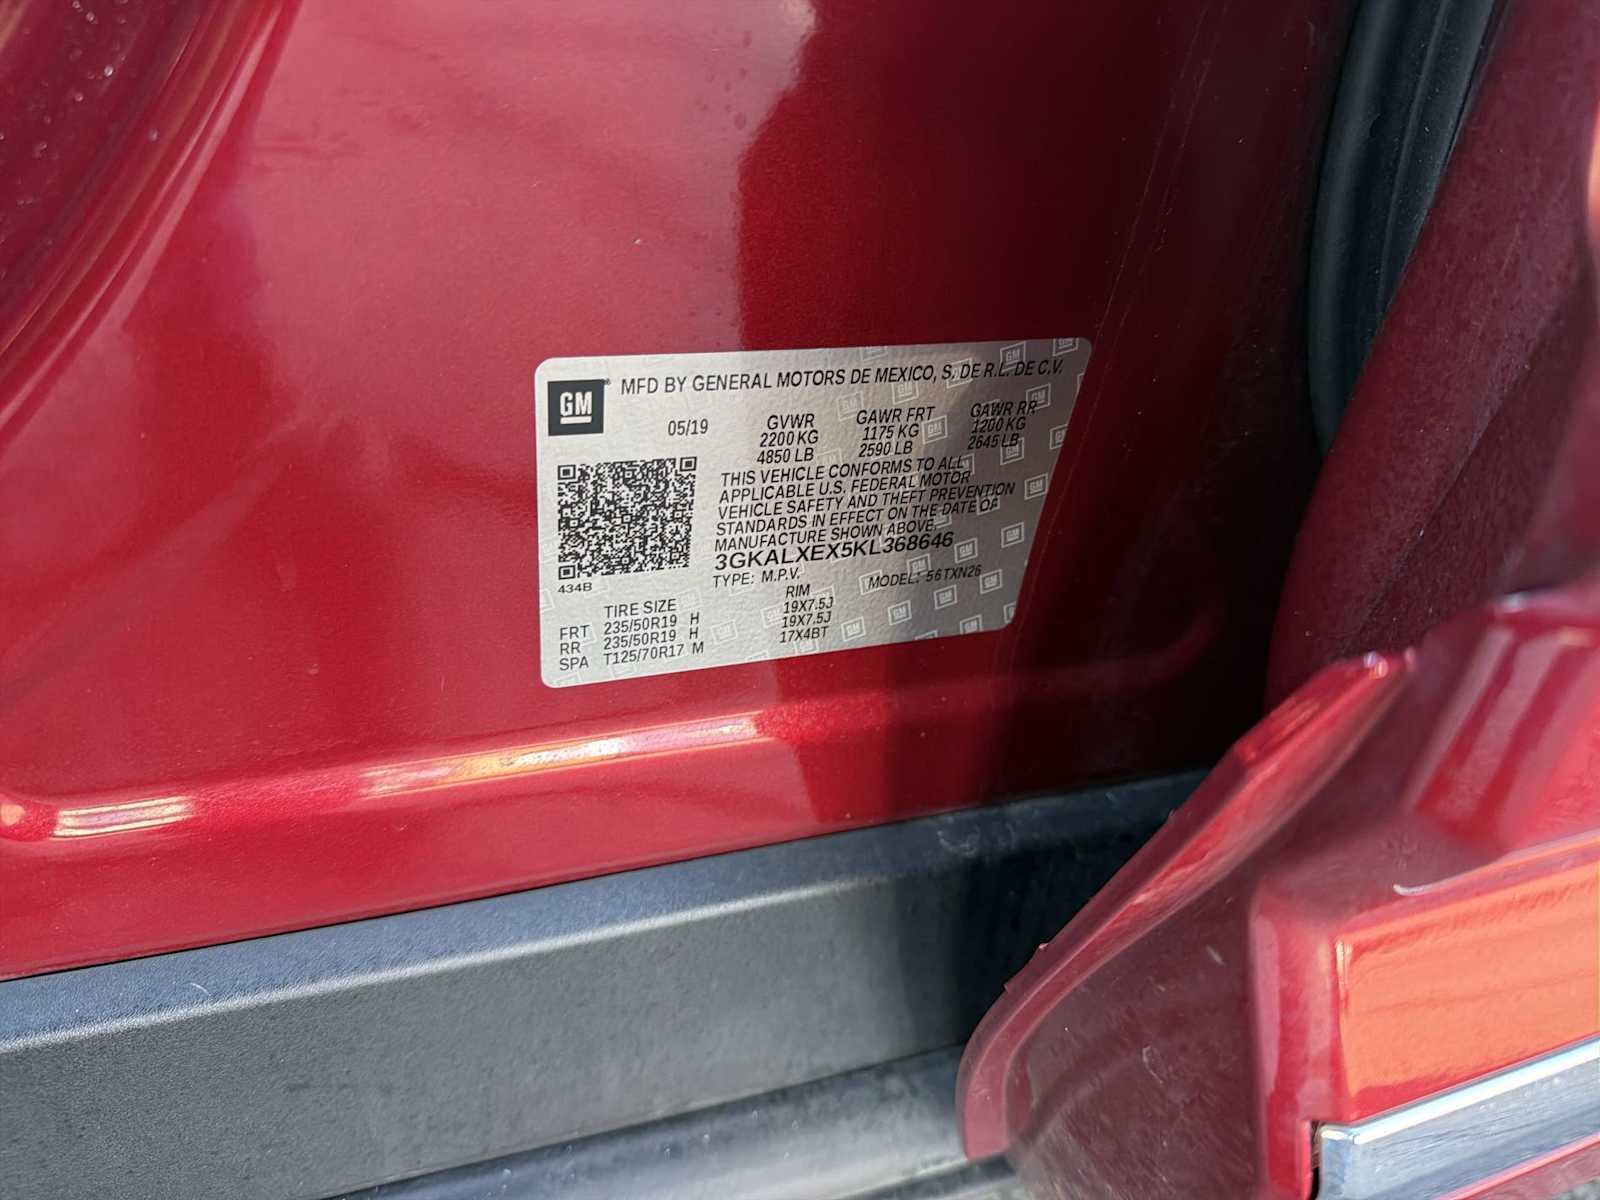 GM® MFD BY GENERAL MOTORS DE MEXICO, S. DE R.L. DE C.V.
05/19 GVWR GAWR FRT GAWR RR
2200 KG 1175 KG 1200 KG
4850 LB 2590 LB 2645 LB
THIS VEHICLE CONFORMS TO ALL
APPLICABLE U.S. FEDERAL MOTOR
VEHICLE SAFETY AND THEFT PREVENTION
STANDARDS IN EFFECT ON THE DATE OF
MANUFACTURE SHOWN ABOVE.
3GKALXEX5KL368646
TYPE: M.P.V. MODEL: 56TXN26
434B
TIRE SIZE RIM
FRT 235/50R19 H 19X7.5J
RR 235/50R19 H 19X7.5J
SPA T125/70R17 M 17X4BT